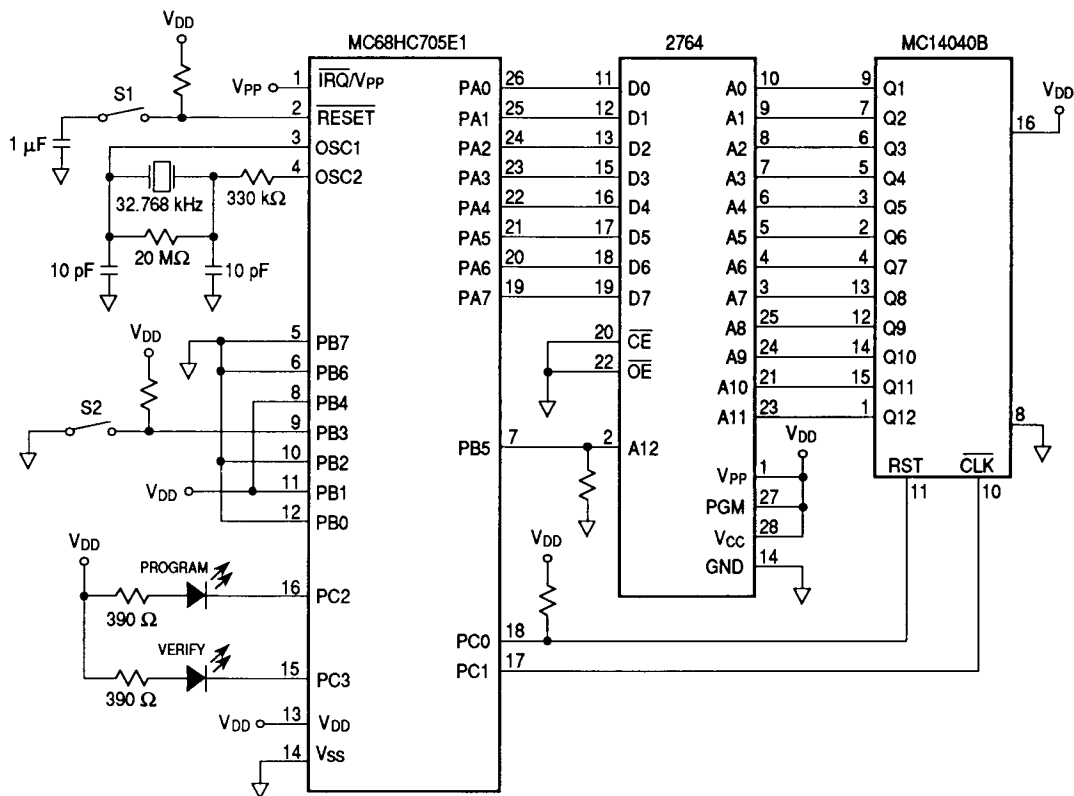 VDD
MC68HC705E1
2764
MC14040B
VPP
1
IRQ/VPP
PA0
26
11
D0
A0
10
9
Q1
VDD
S1
2
RESET
PA1
25
12
D1
A1
9
7
Q2
16
1 µF
3
OSC1
PA2
24
13
D2
A2
8
6
Q3
4
OSC2
PA3
23
15
D3
A3
7
5
Q4
32.768 kHz
330 kΩ
PA4
22
16
D4
A4
6
3
Q5
PA5
21
17
D5
A5
5
2
Q6
20 MΩ
10 pF
10 pF
PA6
20
18
D6
A6
4
4
Q7
PA7
19
19
D7
A7
3
13
Q8
VDD
5
PB7
20
CE
A8
25
12
Q9
6
PB6
22
OE
A9
24
14
Q10
8
PB4
A10
21
15
Q11
S2
9
PB3
A11
23
1
Q12
8
10
PB2
PB5
7
2
A12
VDD
VDD
11
PB1
VPP
1
RST
CLK
11
10
12
PB0
PGM
27
VCC
28
VDD
VDD
GND
14
PROGRAM
16
PC2
390 Ω
PC0
18
VERIFY
15
PC3
PC1
17
390 Ω
VDD
13
VDD
14
VSS